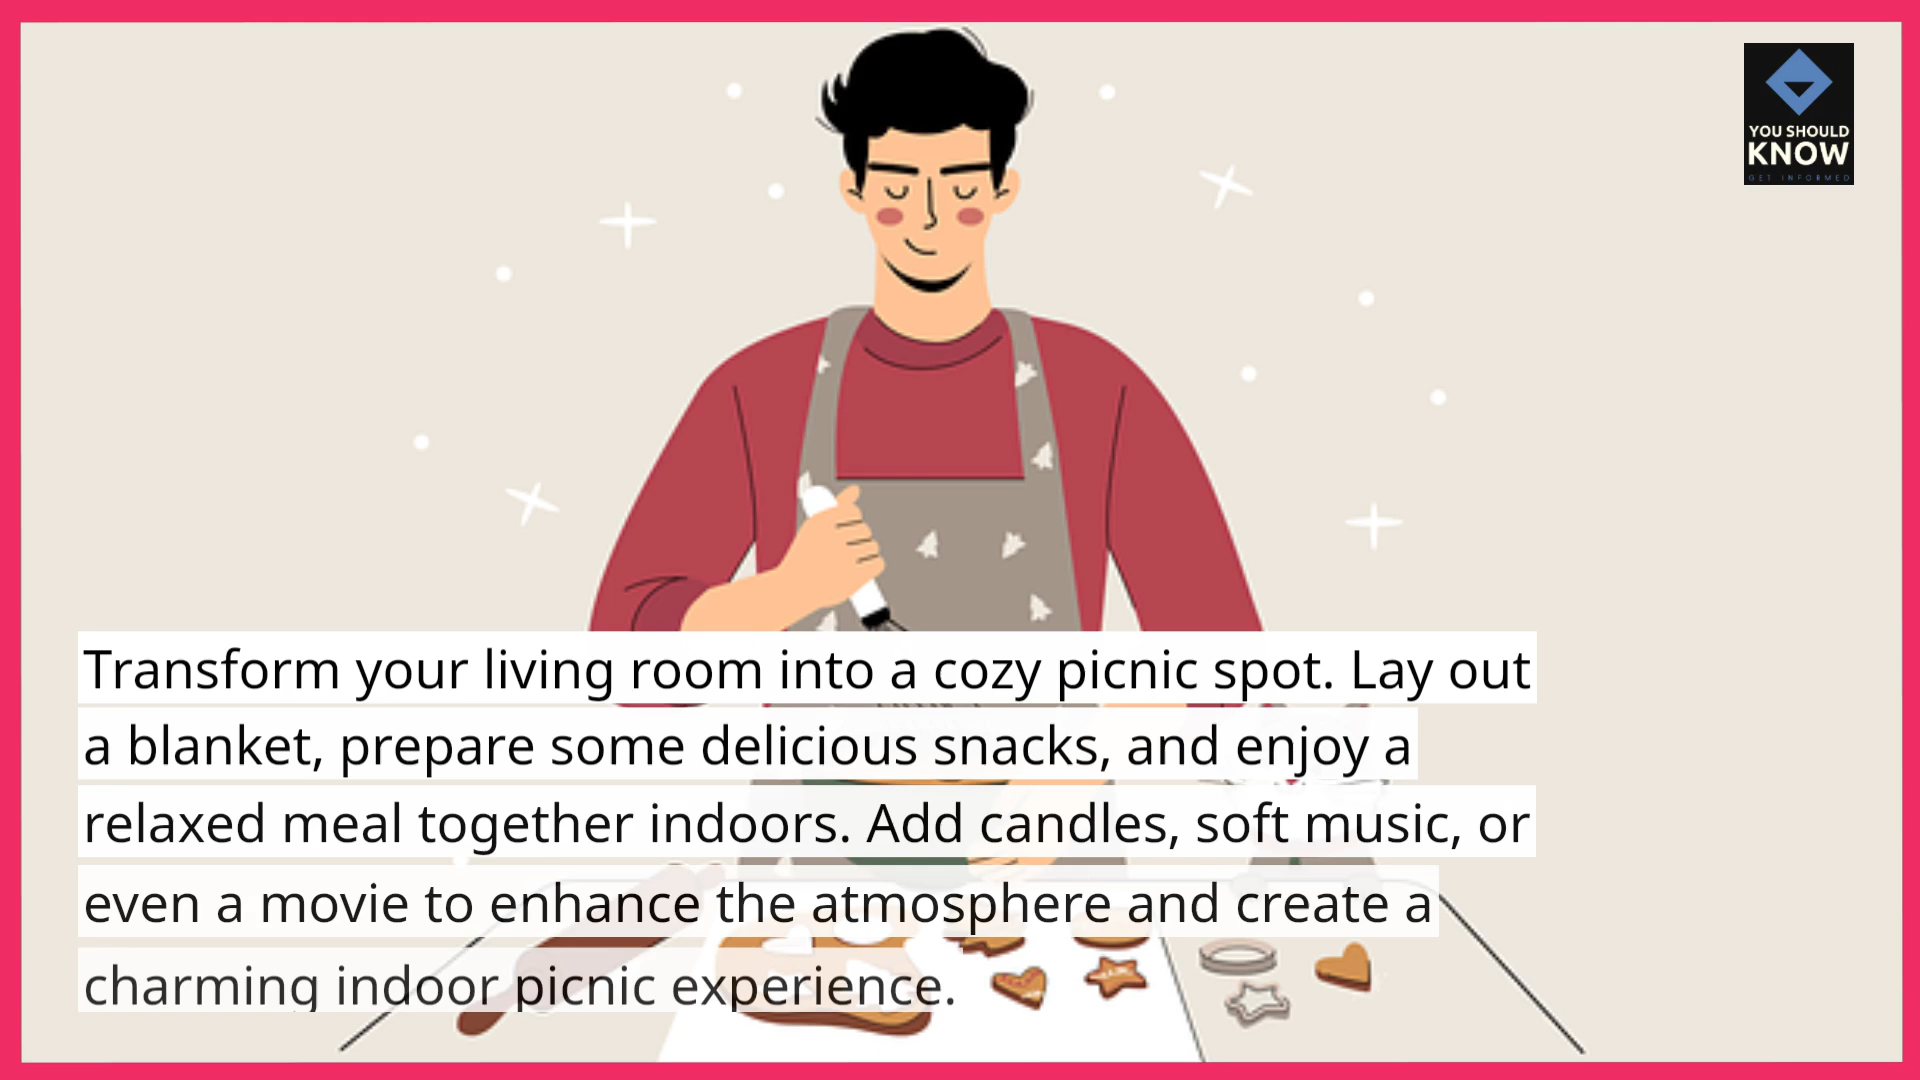 YOU SHOULD
KNOW
GET INFORMED
Transform your living room into a cozy picnic spot. Lay out
a blanket, prepare some delicious snacks, and enjoy a
relaxed meal together indoors. Add candles, soft music, or
even a movie to enhance the atmosphere and create a
charming indoor picnic experience.